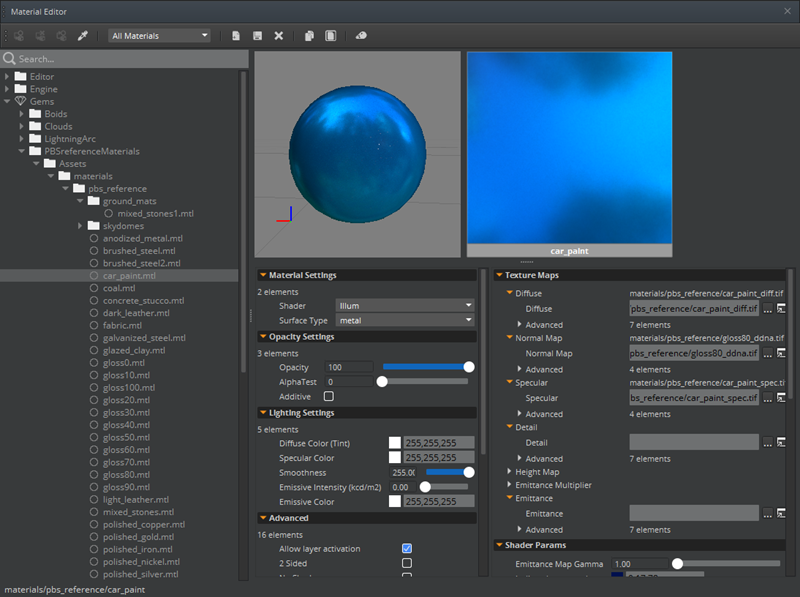 Material Editor
All Materials
Search...
Editor
Engine
Gems
Boids
Clouds
LightningArc
PBSreferenceMaterials
Assets
materials
pbs_reference
ground_mats
mixed_stones1.mtl
skydomes
anodized_metal.mtl
brushed_steel.mtl
brushed_steel2.mtl
car_paint.mtl
coal.mtl
concrete_stucco.mtl
dark_leather.mtl
fabric.mtl
galvanized_steel.mtl
glazed_clay.mtl
gloss0.mtl
gloss10.mtl
gloss100.mtl
gloss20.mtl
gloss30.mtl
gloss40.mtl
gloss50.mtl
gloss60.mtl
gloss70.mtl
gloss80.mtl
gloss90.mtl
light_leather.mtl
mixed_stones.mtl
polished_copper.mtl
polished_gold.mtl
polished_iron.mtl
polished_nickel.mtl
polished_silver.mtl
car_paint
Material Settings
2 elements
Shader Illum
Surface Type metal
Opacity Settings
3 elements
Opacity 100
AlphaTest 0
Additive
Lighting Settings
5 elements
Diffuse Color (Tint) 255,255,255
Specular Color 255,255,255
Smoothness 255.00
Emissive Intensity (kcd/m2) 0.00
Emissive Color 255,255,255
Advanced
16 elements
Allow layer activation
2 Sided
Texture Maps
Diffuse materials/pbs_reference/car_paint_diff.tif
Diffuse pbs_reference/car_paint_diff.tif ...
Advanced 7 elements
Normal Map materials/pbs_reference/gloss80_ddna.tif
Normal Map pbs_reference/gloss80_ddna.tif ...
Advanced 4 elements
Specular materials/pbs_reference/car_paint_spec.tif
Specular bs_reference/car_paint_spec.tif ...
Advanced 4 elements
Detail
Detail ...
Advanced 7 elements
Height Map
Emittance Multiplier
Emittance
Emittance ...
Advanced 7 elements
Shader Params
Emittance Map Gamma 1.00
materials/pbs_reference/car_paint